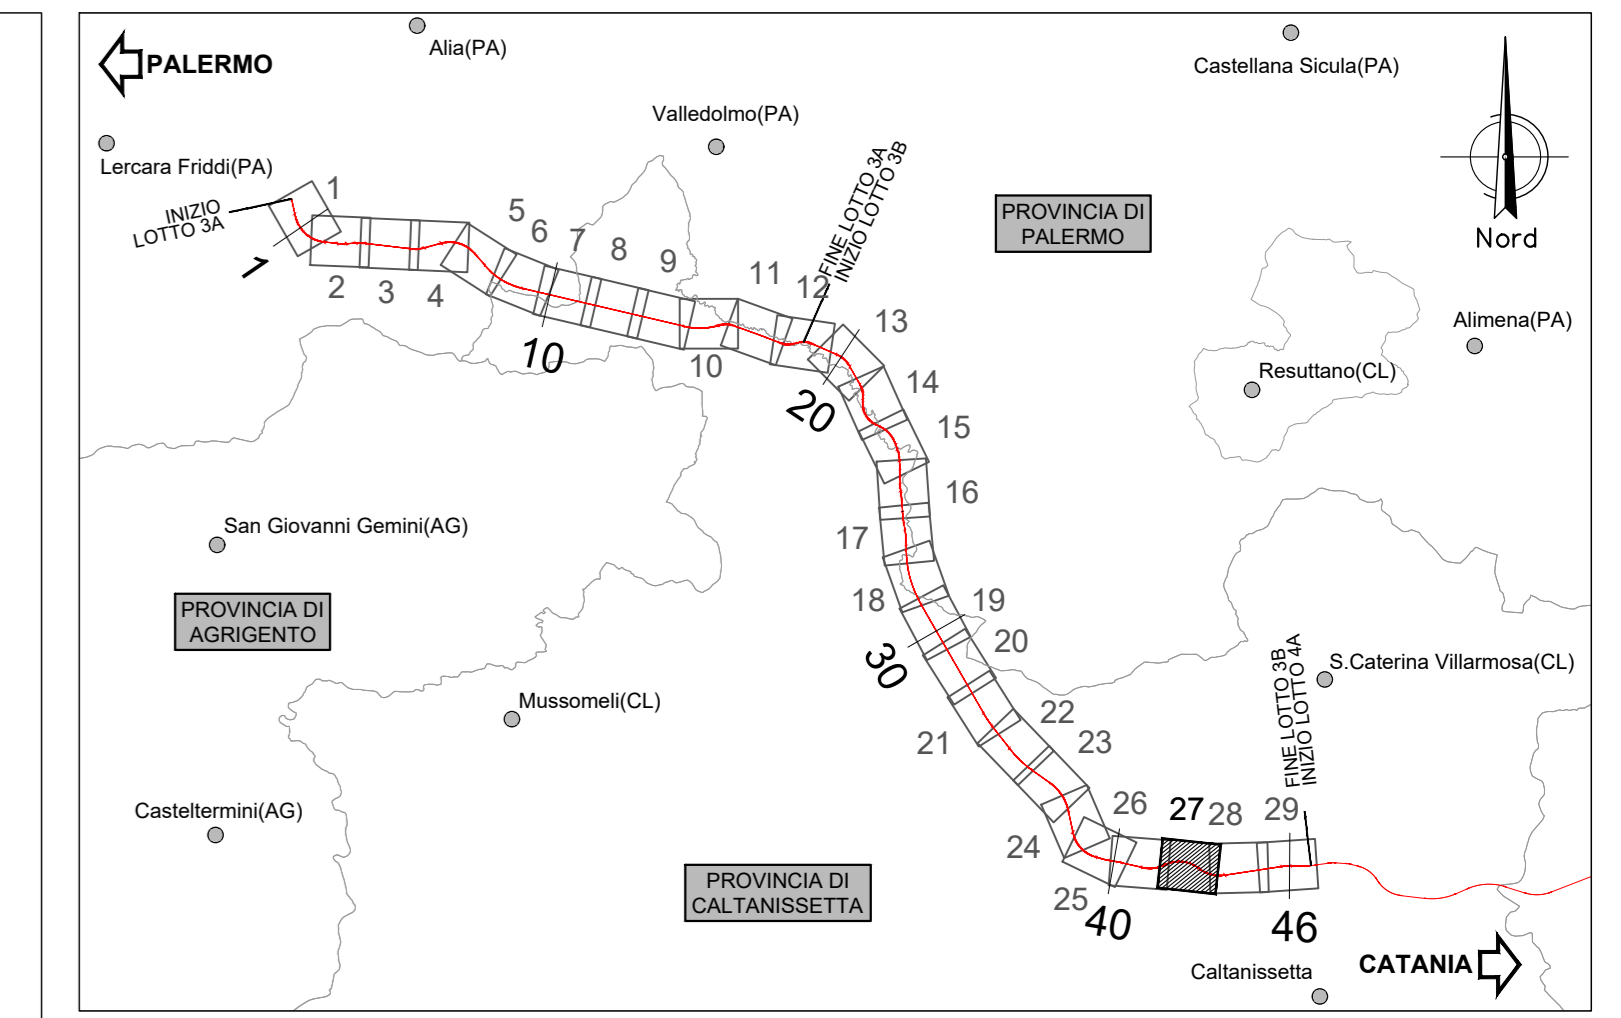 PALERMO
Alia(PA)
Castellana Sicula(PA)
Valledolmo(PA)
Lercara Friddi(PA)
INIZIO
LOTTO 3A
FINE LOTTO 3A
INIZIO LOTTO 3B
PROVINCIA DI
PALERMO
Nord
1
1
2
3
4
5
6
7
8
9
10
10
11
12
13
20
14
15
16
17
18
19
20
30
21
22
23
24
25
26
40
27
28
29
46
Alimena(PA)
Resuttano(CL)
San Giovanni Gemini(AG)
PROVINCIA DI
AGRIGENTO
Mussomeli(CL)
S.Caterina Villarmosa(CL)
FINE LOTTO 3B
INIZIO LOTTO 4A
Casteltermini(AG)
PROVINCIA DI
CALTANISSETTA
Caltanissetta
CATANIA